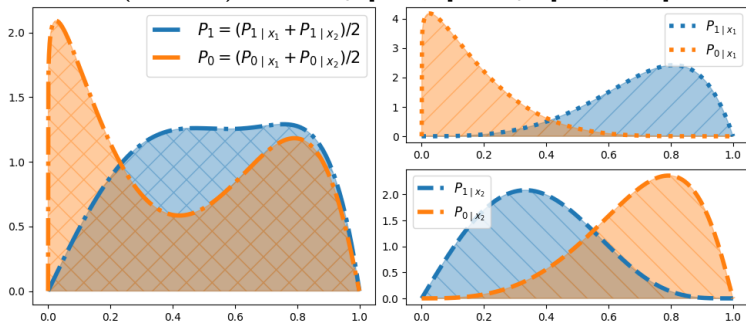 P₁ = (P₁ | ₓ₁ + P₁ | ₓ₂)/2
P₀ = (P₀ | ₓ₁ + P₀ | ₓ₂)/2
2.0
1.5
1.0
0.5
0.0
0.0 0.2 0.4 0.6 0.8 1.0
P₁ | ₓ₁
P₀ | ₓ₁
4
3
2
1
0
0.0 0.2 0.4 0.6 0.8 1.0
P₁ | ₓ₂
P₀ | ₓ₂
2.0
1.5
1.0
0.5
0.0
0.0 0.2 0.4 0.6 0.8 1.0